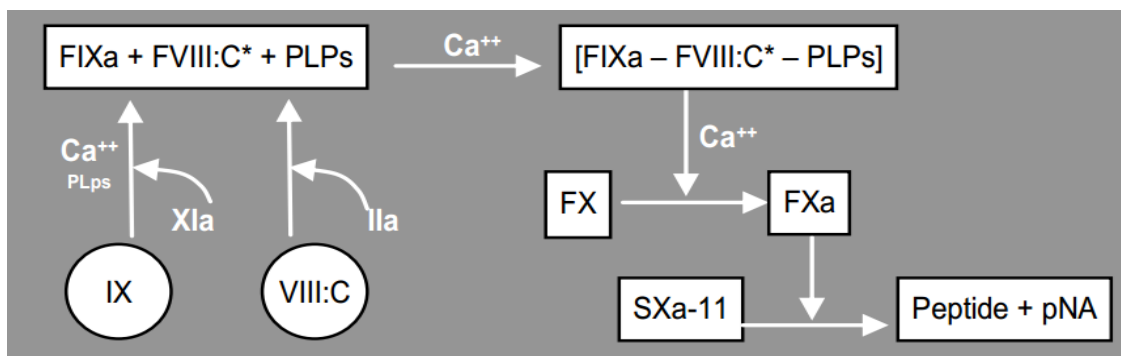 FIXa + FVIII:C* + PLPs
Ca⁺⁺
[FIXa – FVIII:C* – PLPs]
Ca⁺⁺
PLps
XIa
IIa
Ca⁺⁺
FX
FXa
IX
VIII:C
SXa-11
Peptide + pNA